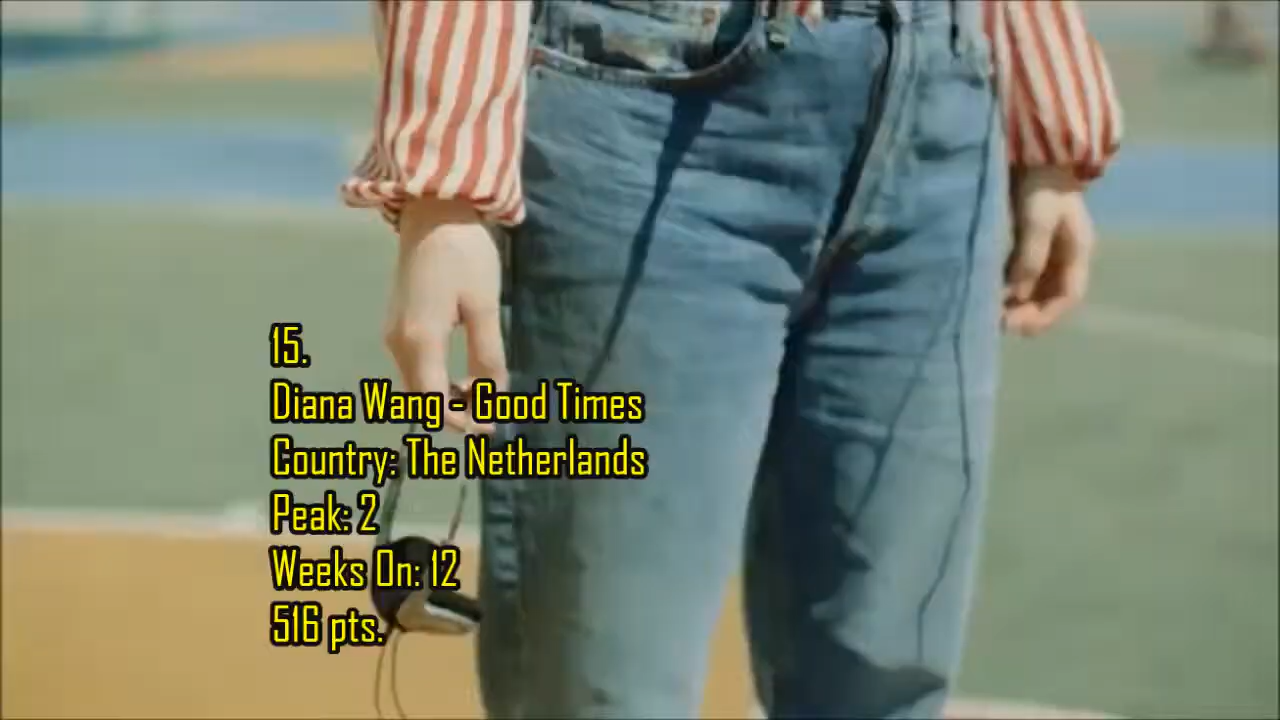 15.
Diana Wang - Good Times
Country: The Netherlands
Peak: 2
Weeks On: 12
516 pts.